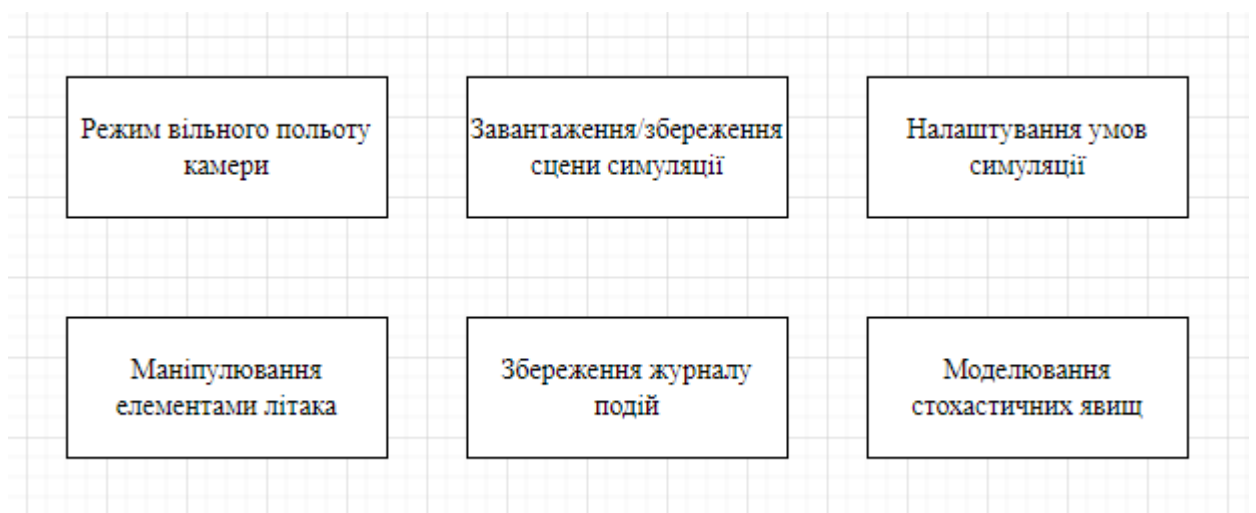 Режим вільного польоту
камери
Завантаження/збереження
сцени симуляції
Налаштування умов
симуляції
Маніпулювання
елементами літака
Збереження журналу
подій
Моделювання
стохастичних явищ